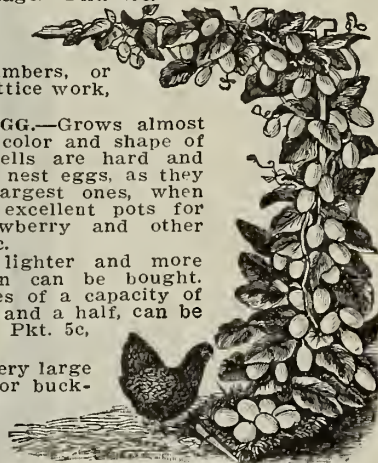 mbers, or
ttice work,
GG.—Grows almost
color and shape of
ells are hard and
nest eggs, as they
argest ones, when
excellent pots for
wberry and other
c.
lighter and more
n can be bought.
es of a capacity of
and a half, can be
Pkt. 5c,
ery large
or buck-